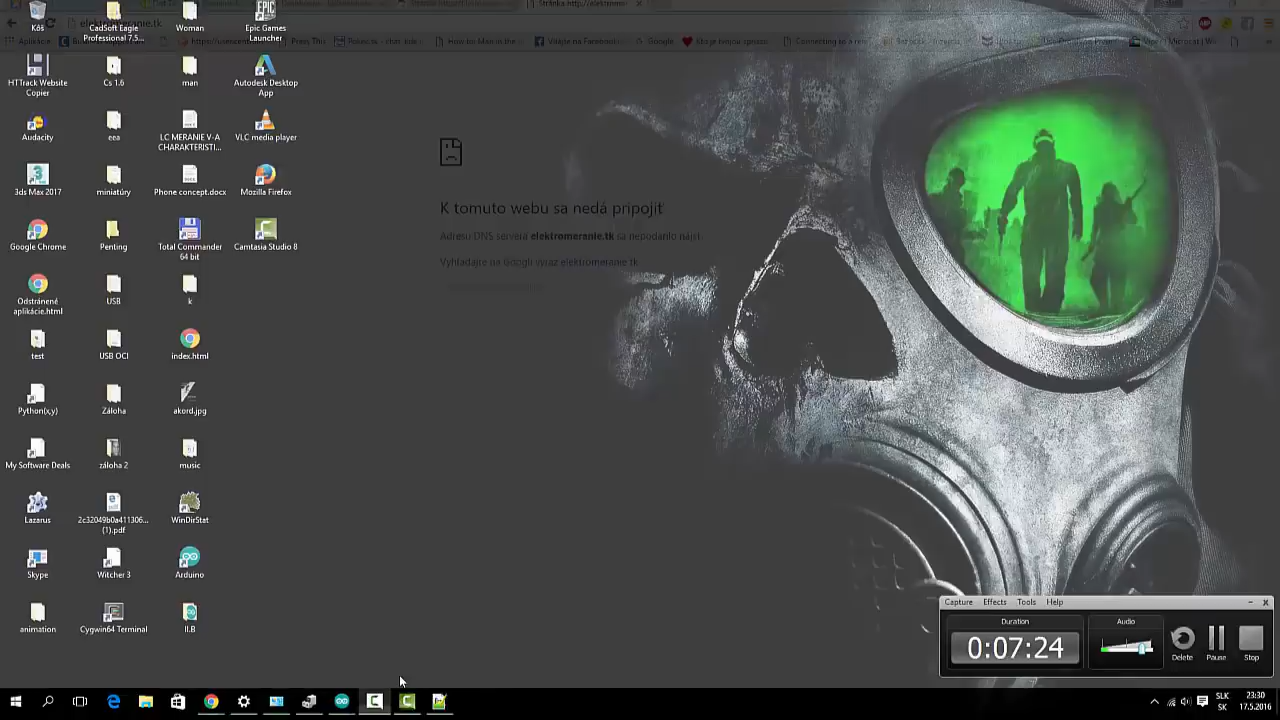 elektromeranie.tk
Kôš
CadSoft Eagle
Professional 7.5...
Woman
Epic Games
Launcher
HTTrack Website
Copier
Cs 1.6
man
Autodesk Desktop
App
Audacity
eea
LC MERANIE V-A
CHARAKTERISTI...
VLC media player
3ds Max 2017
miniatúry
Phone concept.docx
Mozilla Firefox
Google Chrome
Penting
Total Commander
64 bit
Camtasia Studio 8
Odstránené
aplikácie.html
USB
k
test
USB OCI
index.html
Python(x,y)
Záloha
akord.jpg
My Software Deals
záloha 2
music
Lazarus
2c32049b0a411306...
(1).pdf
WinDirStat
Skype
Witcher 3
Arduino
animation
Cygwin64 Terminal
II.B
K tomuto webu sa nedá pripojiť
Adresu DNS servera elektromeranie.tk sa nepodarilo nájsť.
Vyhľadajte na Googli výraz elektromeranie tk
Capture Effects Tools Help
Duration
0:07:24
Audio
Delete
Pause
Stop
SLK
SK
23:30
17.5.2016